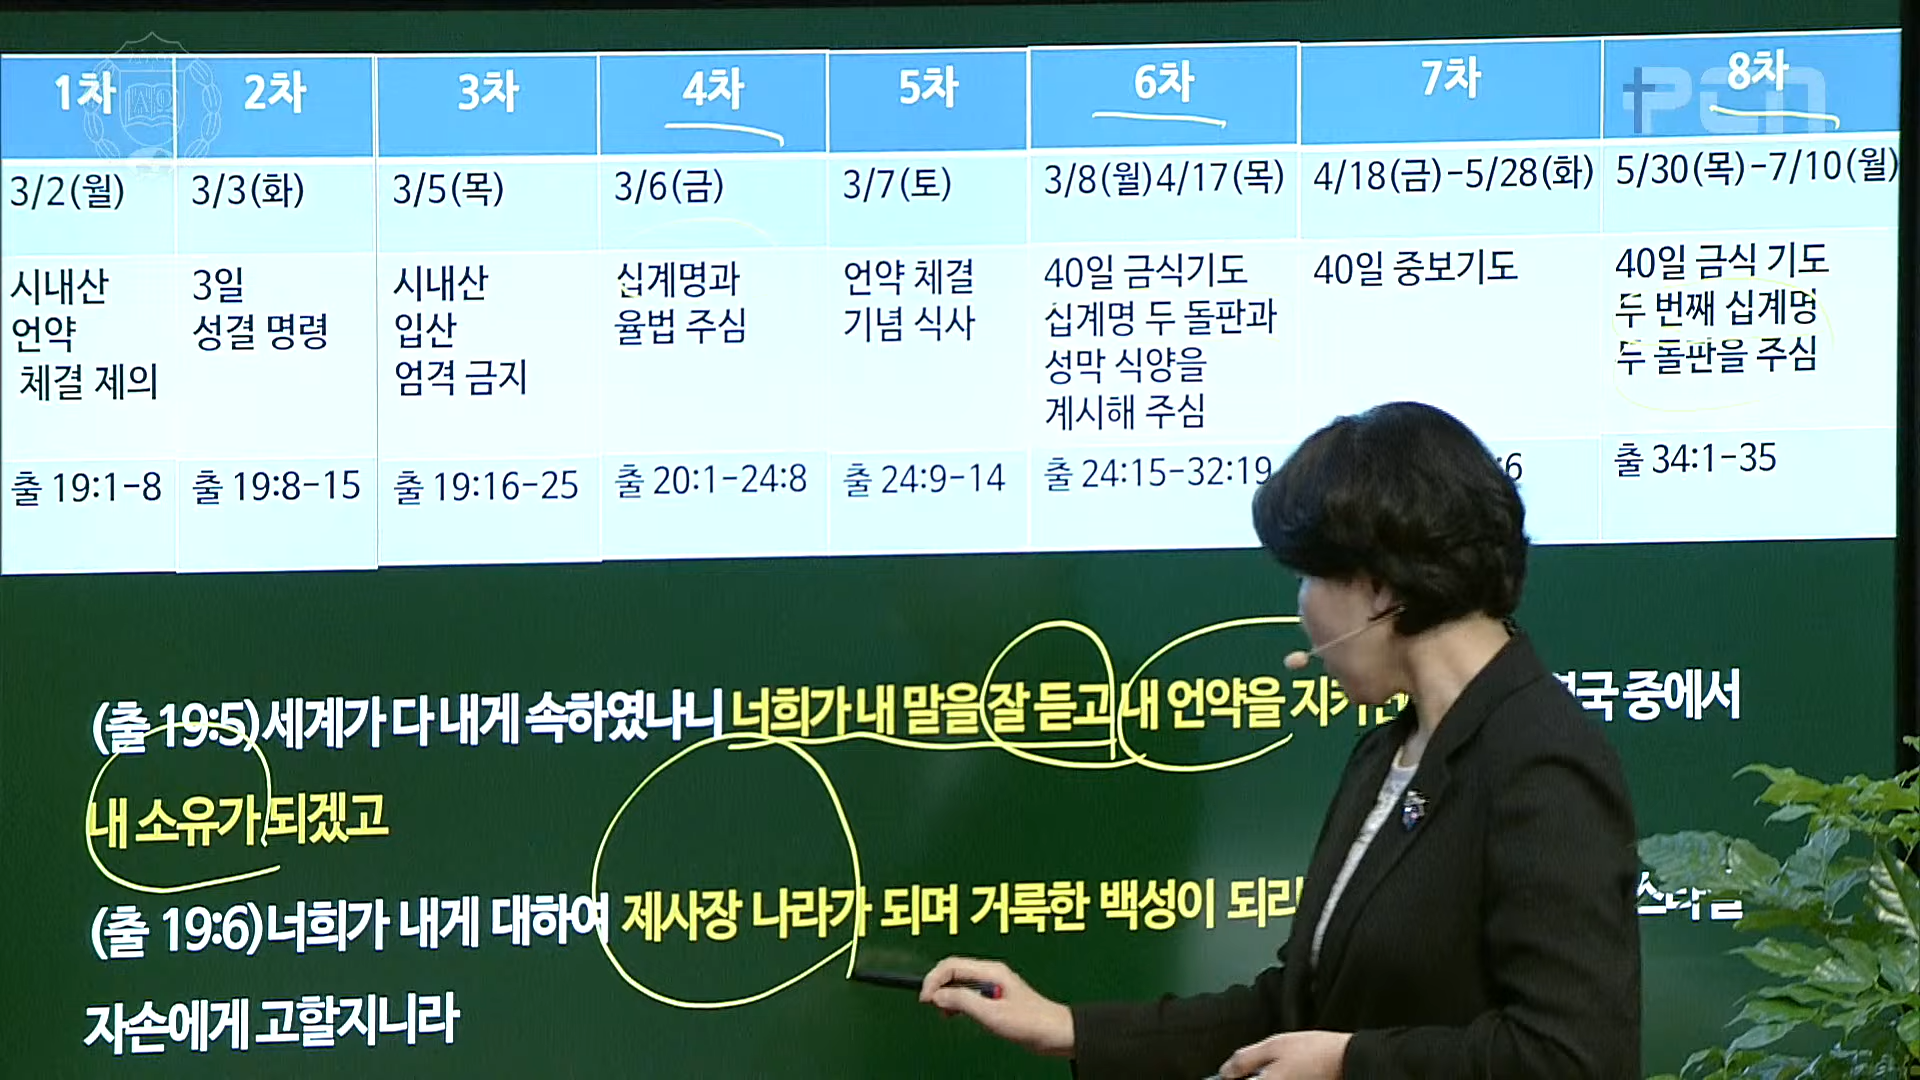 1차 2차 3차 4차 5차 6차 7차 8차
PCN
3/2(월) 3/3(화) 3/5(목) 3/6(금) 3/7(토) 3/8(월)4/17(목) 4/18(금)-5/28(화) 5/30(목)-7/10(월)
시내산
언약
체결 제의
3일
성결 명령
시내산
입산
엄격 금지
십계명과
율법 주심
언약 체결
기념 식사
40일 금식기도
십계명 두 돌판과
성막 식양을
계시해 주심
40일 중보기도
40일 금식 기도
두 번째 십계명
두 돌판을 주심
출 19:1-8 출 19:8-15 출 19:16-25 출 20:1-24:8 출 24:9-14 출 24:15-32:19 출 34:1-35
(출 19:5)세계가 다 내게 속하였나니 너희가 내 말을 잘 듣고 내 언약을 중에서
내 소유가 되겠고
(출 19:6)너희가 내게 대하여 제사장 나라가 되며 거룩한 백성이 되리
자손에게 고할지니라